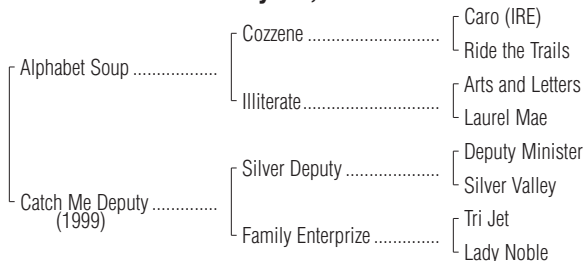 Caro (IRE)
Cozzene ..............................
Ride the Trails
Alphabet Soup ...................
Arts and Letters
Illiterate...............................
Laurel Mae
Deputy Minister
Silver Deputy .....................
Silver Valley
Catch Me Deputy ...............
(1999)
Tri Jet
Family Enterprize ...............
Lady Noble